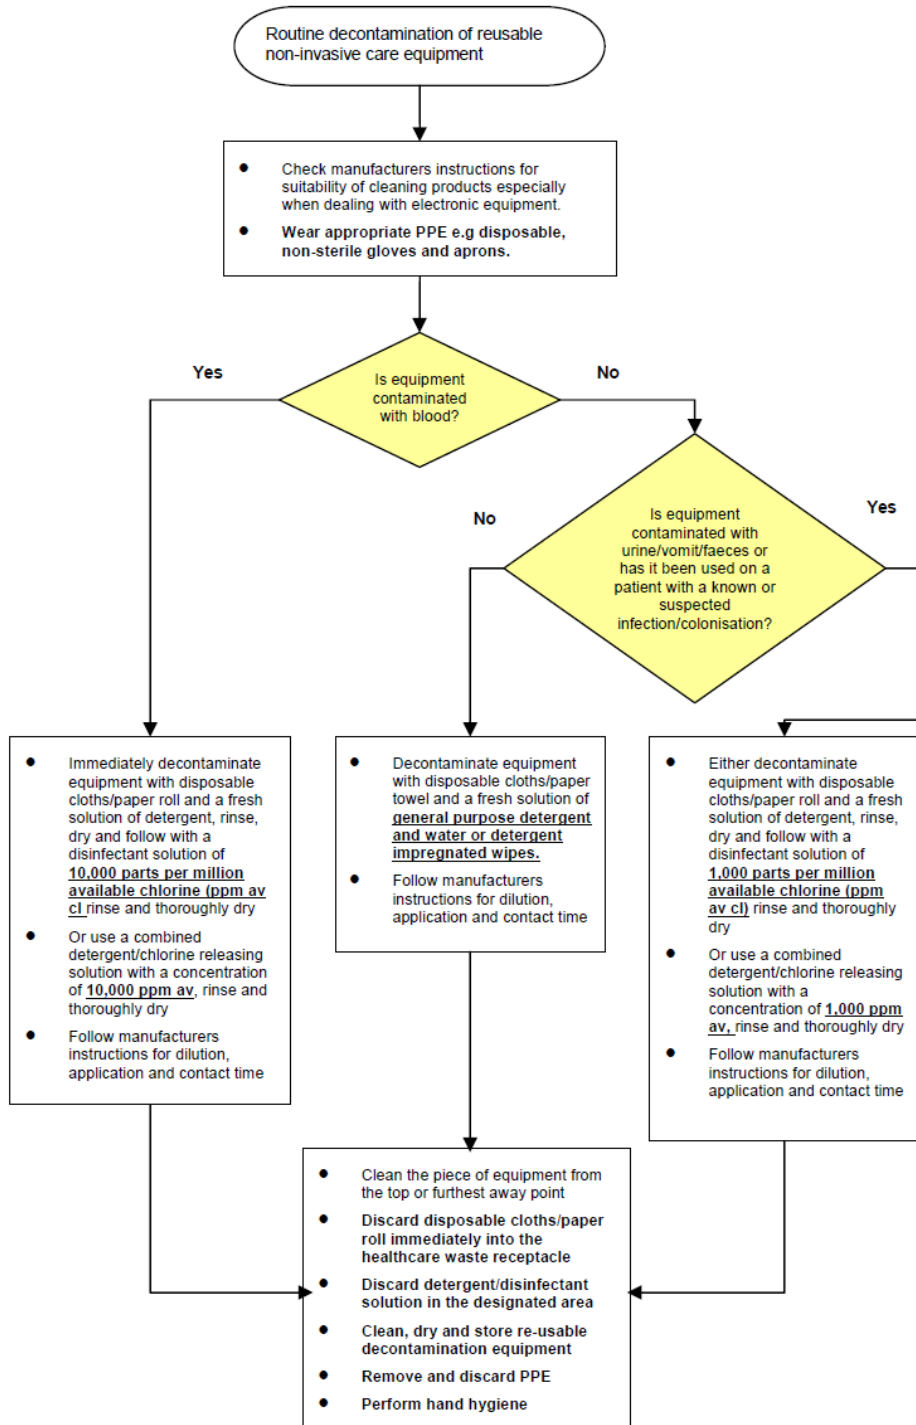 Routine decontamination of reusable
non-invasive care equipment
● Check manufacturers instructions for
suitability of cleaning products especially
when dealing with electronic equipment.
● Wear appropriate PPE e.g disposable,
non-sterile gloves and aprons.
Yes
Is equipment
contaminated
with blood?
No
No
Is equipment
contaminated with
urine/vomit/faeces or
has it been used on a
patient with a known or
suspected
infection/colonisation?
Yes
● Immediately decontaminate
equipment with disposable
cloths/paper roll and a fresh
solution of detergent, rinse,
dry and follow with a
disinfectant solution of
10,000 parts per million
available chlorine (ppm av
cl rinse and thoroughly dry
● Or use a combined
detergent/chlorine releasing
solution with a concentration
of 10,000 ppm av, rinse and
thoroughly dry
● Follow manufacturers
instructions for dilution,
application and contact time
● Decontaminate equipment
with disposable cloths/paper
towel and a fresh solution of
general purpose detergent
and water or detergent
impregnated wipes.
● Follow manufacturers
instructions for dilution,
application and contact time
● Either decontaminate
equipment with disposable
cloths/paper roll and a fresh
solution of detergent, rinse,
dry and follow with a
disinfectant solution of
1,000 parts per million
available chlorine (ppm
av cl) rinse and thoroughly
dry
● Or use a combined
detergent/chlorine releasing
solution with a
concentration of 1,000 ppm
av, rinse and thoroughly dry
● Follow manufacturers
instructions for dilution,
application and contact time
● Clean the piece of equipment from
the top or furthest away point
● Discard disposable cloths/paper
roll immediately into the
healthcare waste receptacle
● Discard detergent/disinfectant
solution in the designated area
● Clean, dry and store re-usable
decontamination equipment
● Remove and discard PPE
● Perform hand hygiene